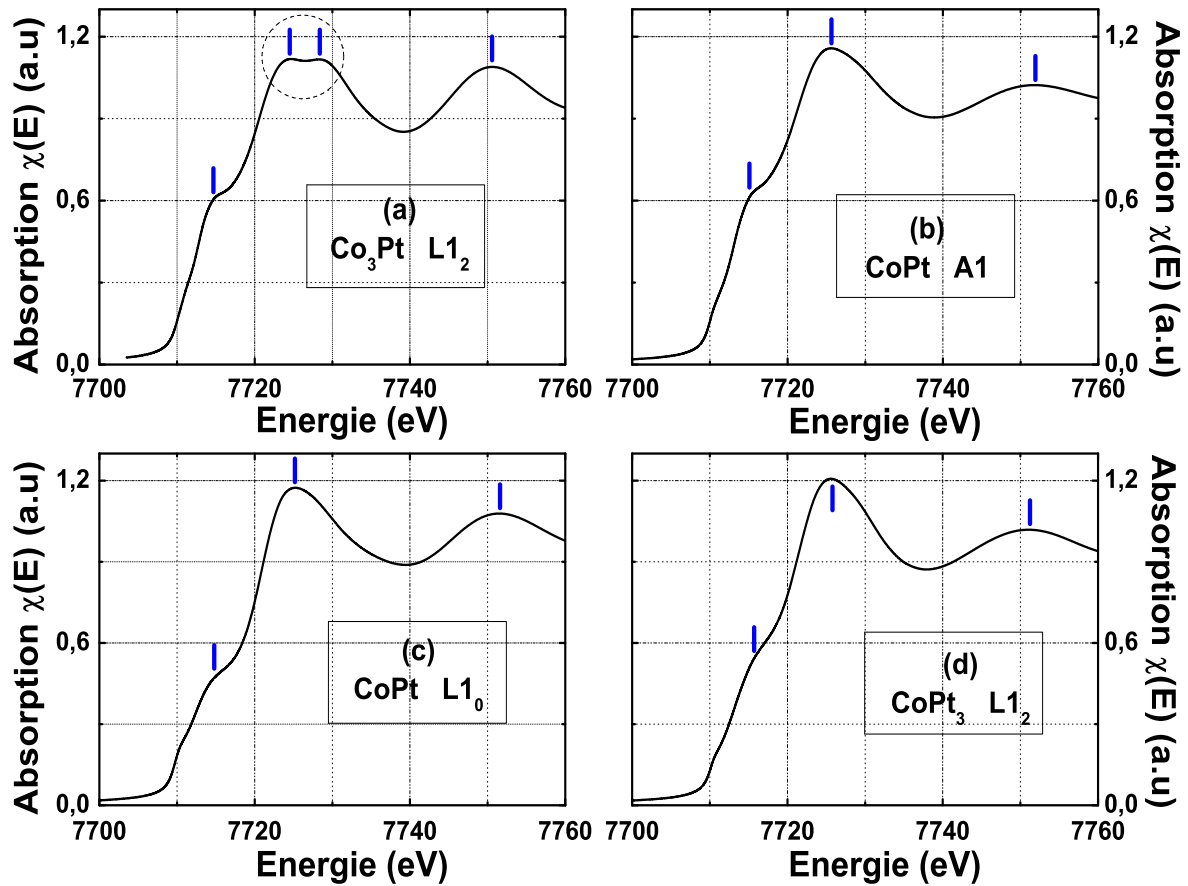 Absorption χ(E) (a.u)
1,2
0,6
0,0
7700 7720 7740 7760
Energie (eV)
(a)
Co3Pt L12
Absorption χ(E) (a.u)
1,2
0,6
0,0
7700 7720 7740 7760
Energie (eV)
(b)
CoPt A1
Absorption χ(E) (a.u)
1,2
0,6
0,0
7700 7720 7740 7760
Energie (eV)
(c)
CoPt L10
Absorption χ(E) (a.u)
1,2
0,6
0,0
7700 7720 7740 7760
Energie (eV)
(d)
CoPt3 L12